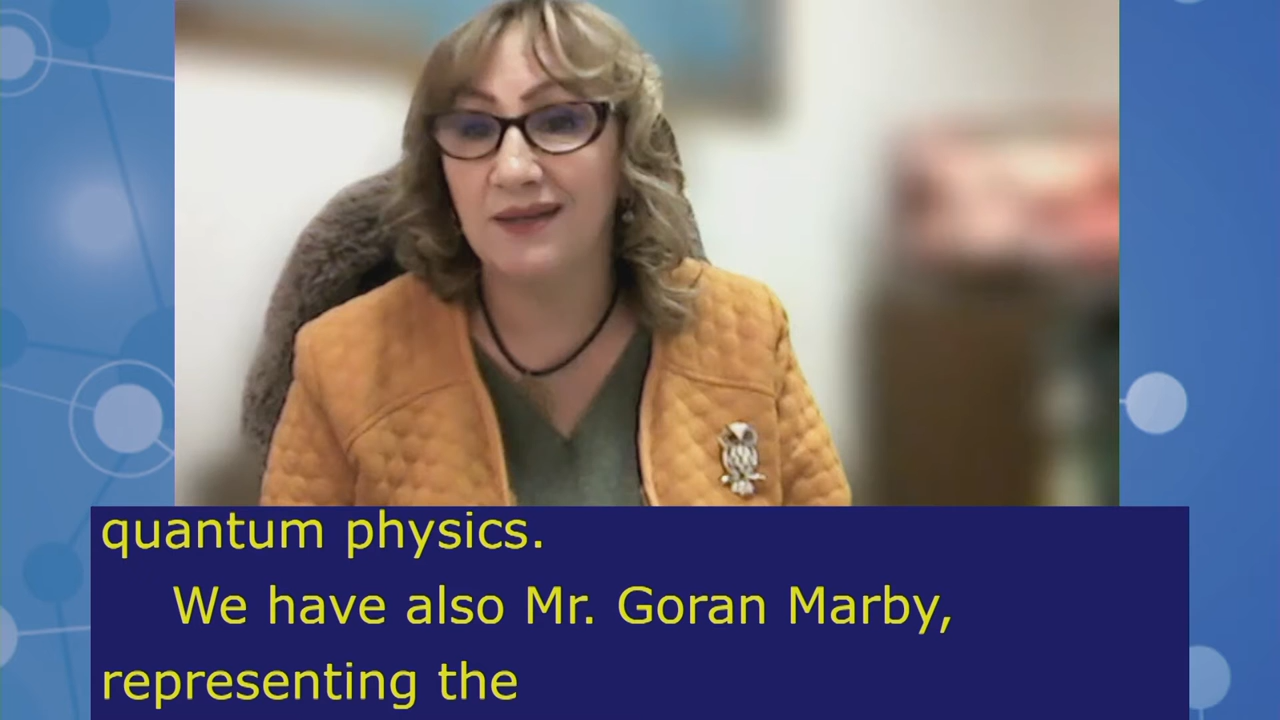 quantum physics.
We have also Mr. Goran Marby,
representing the